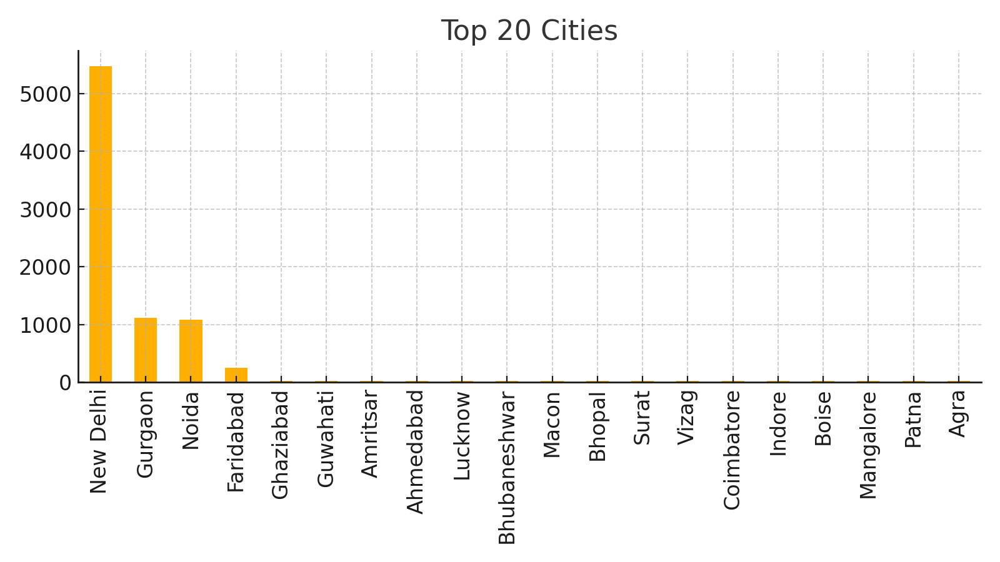 Top 20 Cities
5000
4000
3000
2000
1000
0
New Delhi
Gurgaon
Noida
Faridabad
Ghaziabad
Guwahati
Amritsar
Ahmedabad
Lucknow
Bhubaneshwar
Macon
Bhopal
Surat
Vizag
Coimbatore
Indore
Boise
Mangalore
Patna
Agra